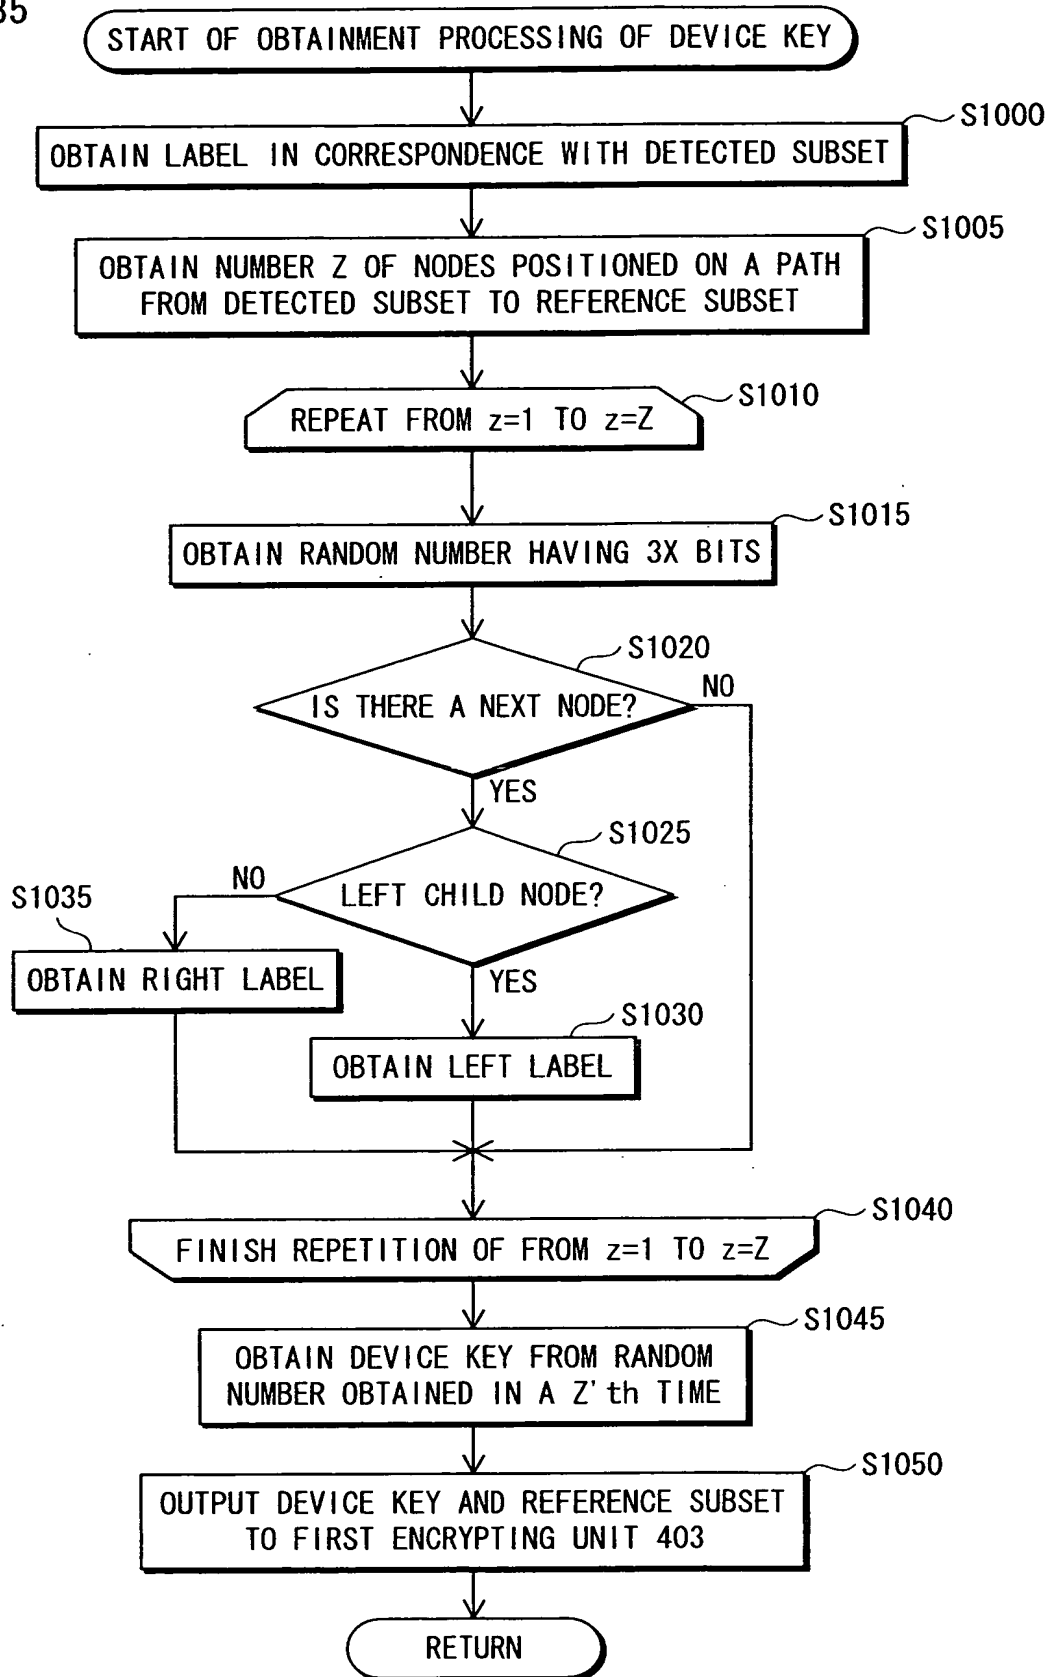 35
START OF OBTAINMENT PROCESSING OF DEVICE KEY
S1000
OBTAIN LABEL IN CORRESPONDENCE WITH DETECTED SUBSET
S1005
OBTAIN NUMBER Z OF NODES POSITIONED ON A PATH
FROM DETECTED SUBSET TO REFERENCE SUBSET
S1010
REPEAT FROM z=1 TO z=Z
S1015
OBTAIN RANDOM NUMBER HAVING 3X BITS
S1020
IS THERE A NEXT NODE?
NO
YES
S1025
LEFT CHILD NODE?
NO
S1035
OBTAIN RIGHT LABEL
YES
S1030
OBTAIN LEFT LABEL
S1040
FINISH REPETITION OF FROM z=1 TO z=Z
S1045
OBTAIN DEVICE KEY FROM RANDOM
NUMBER OBTAINED IN A Z'th TIME
S1050
OUTPUT DEVICE KEY AND REFERENCE SUBSET
TO FIRST ENCRYPTING UNIT 403
RETURN